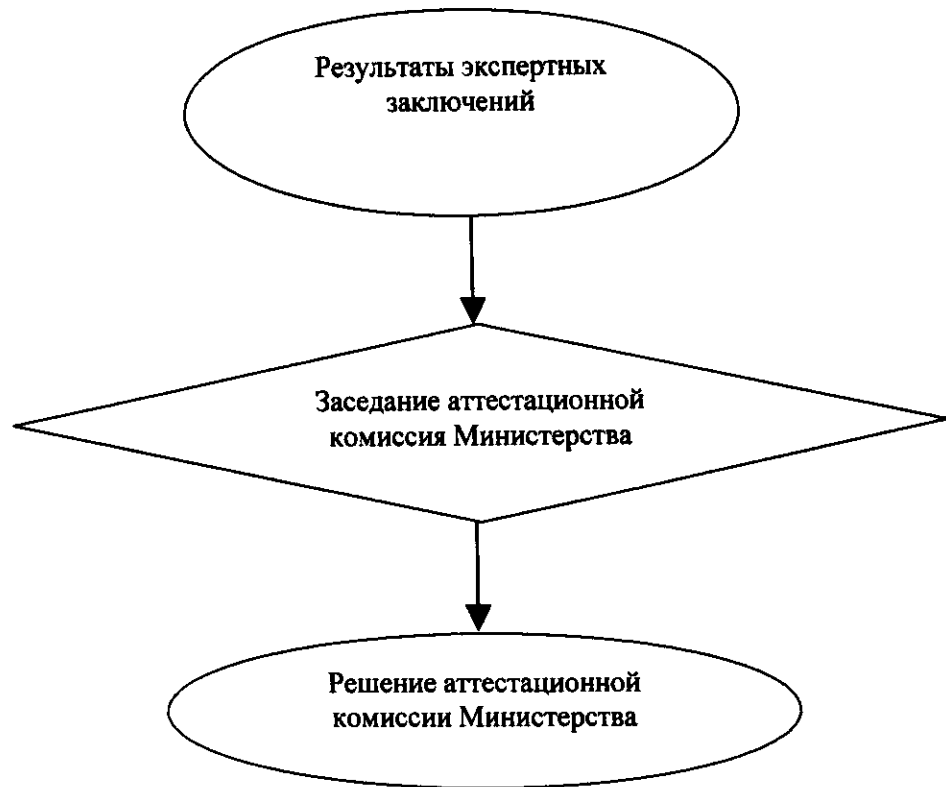 Результаты экспертных
заключений
Заседание аттестационной
комиссия Министерства
Решение аттестационной
комиссии Министерства